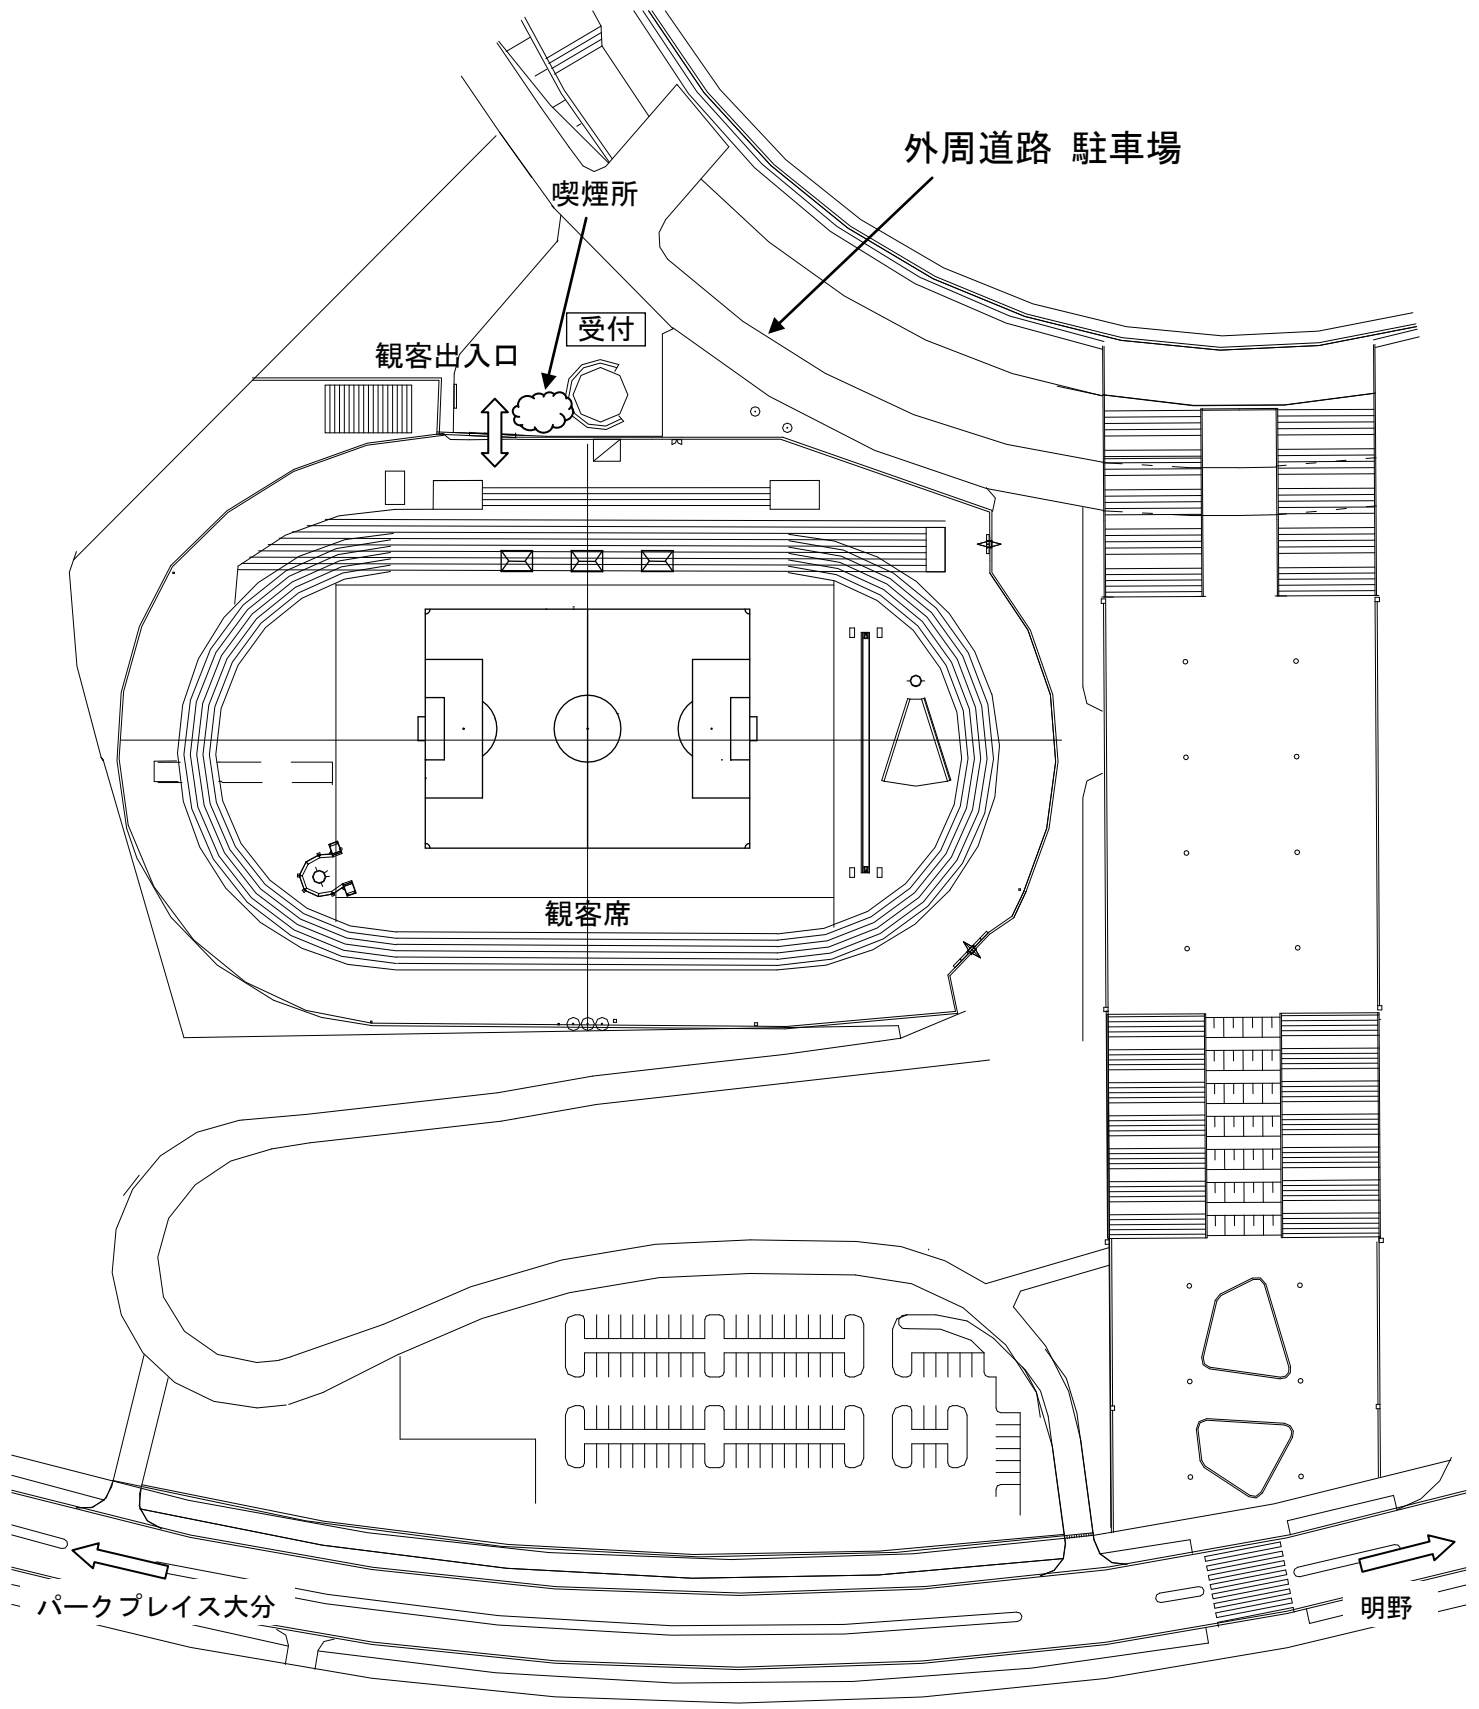 外周道路 駐車場
喫煙所
受付
観客出入口
観客席
パークプレイス大分
明野